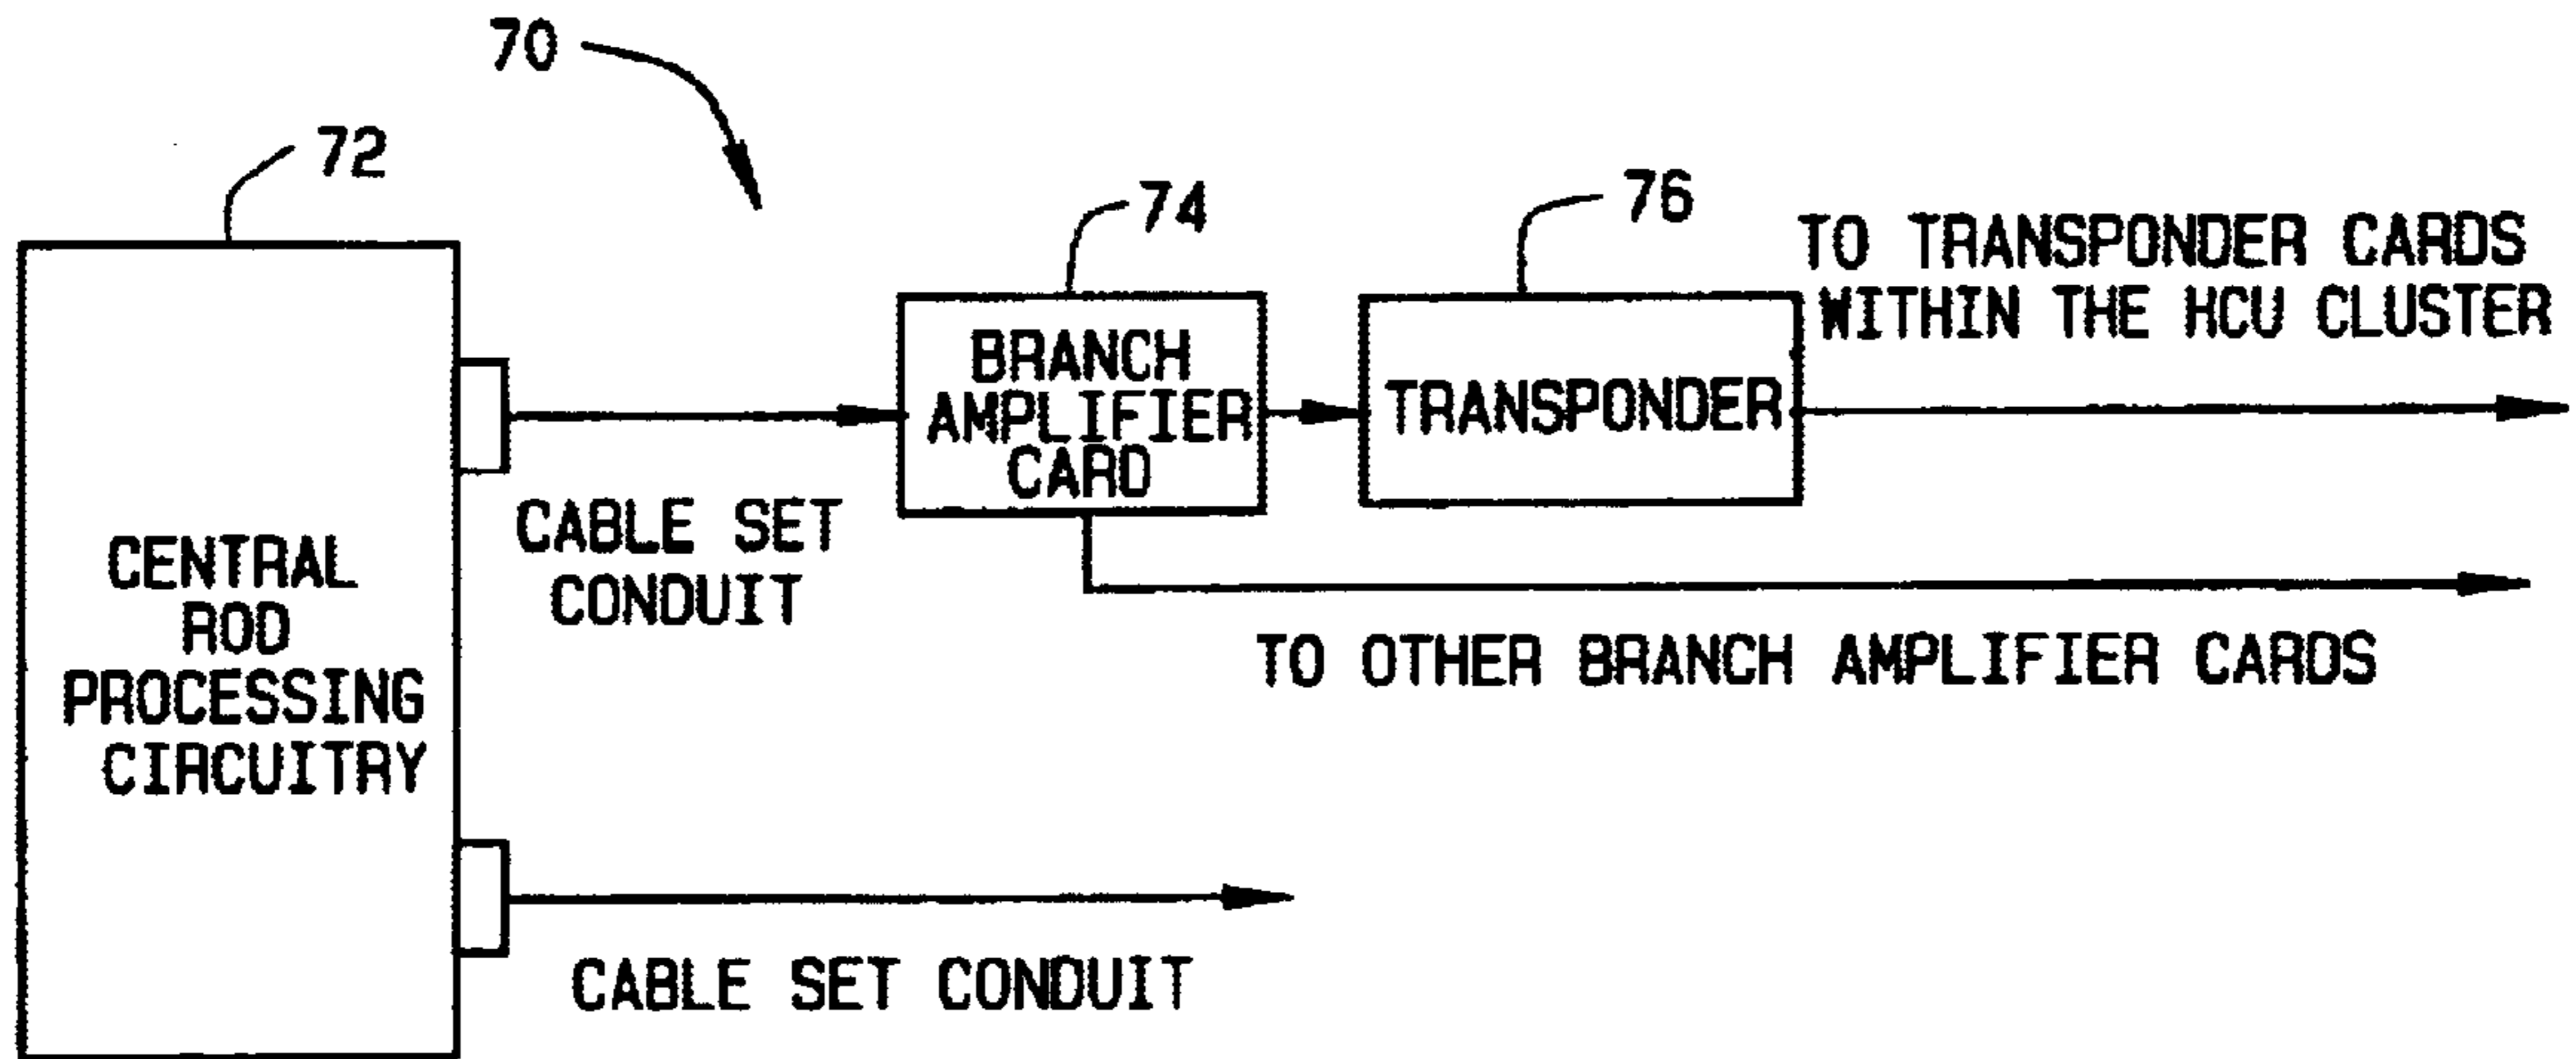 70
72
74
76
TO TRANSPONDER CARDS
WITHIN THE HCU CLUSTER
BRANCH
AMPLIFIER
CARD
TRANSPONDER
CABLE SET
CONDUIT
CENTRAL
ROD
PROCESSING
CIRCUITRY
TO OTHER BRANCH AMPLIFIER CARDS
CABLE SET CONDUIT